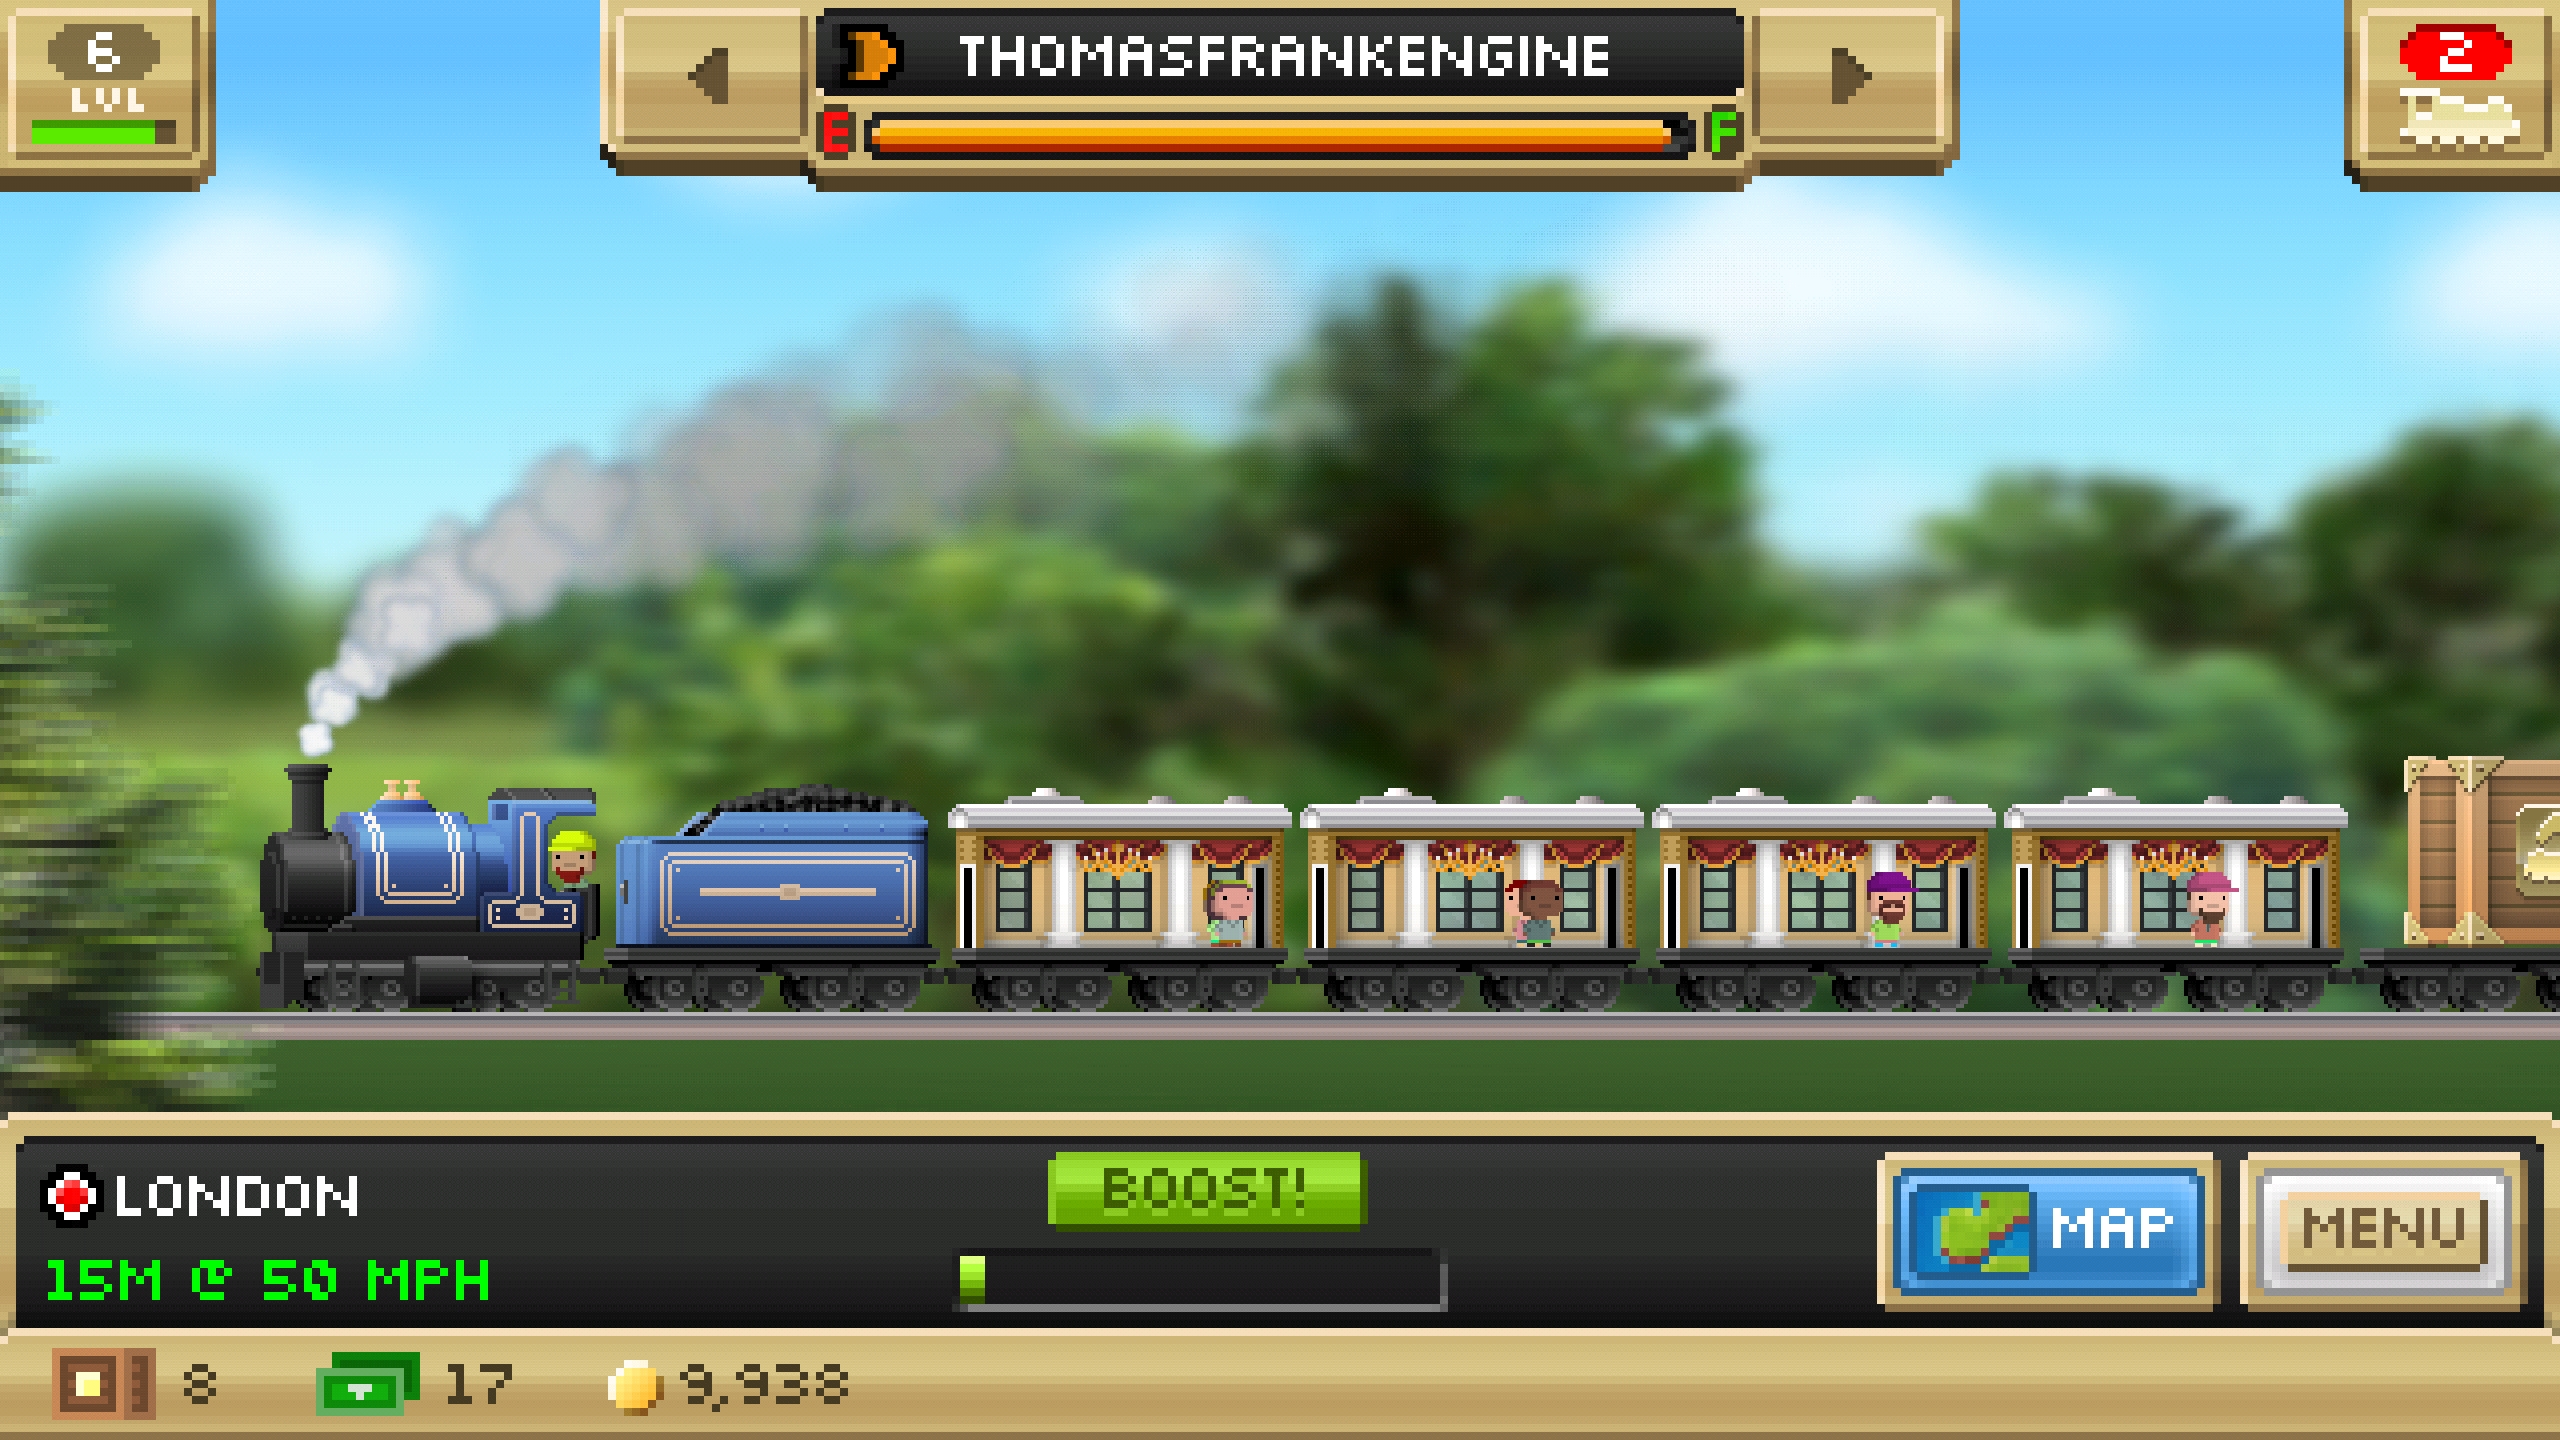 6
LVL
THOMASFRANKENGINE
E F
2
LONDON
15M @ 50 MPH
BOOST!
MAP
MENU
8
17
9,938